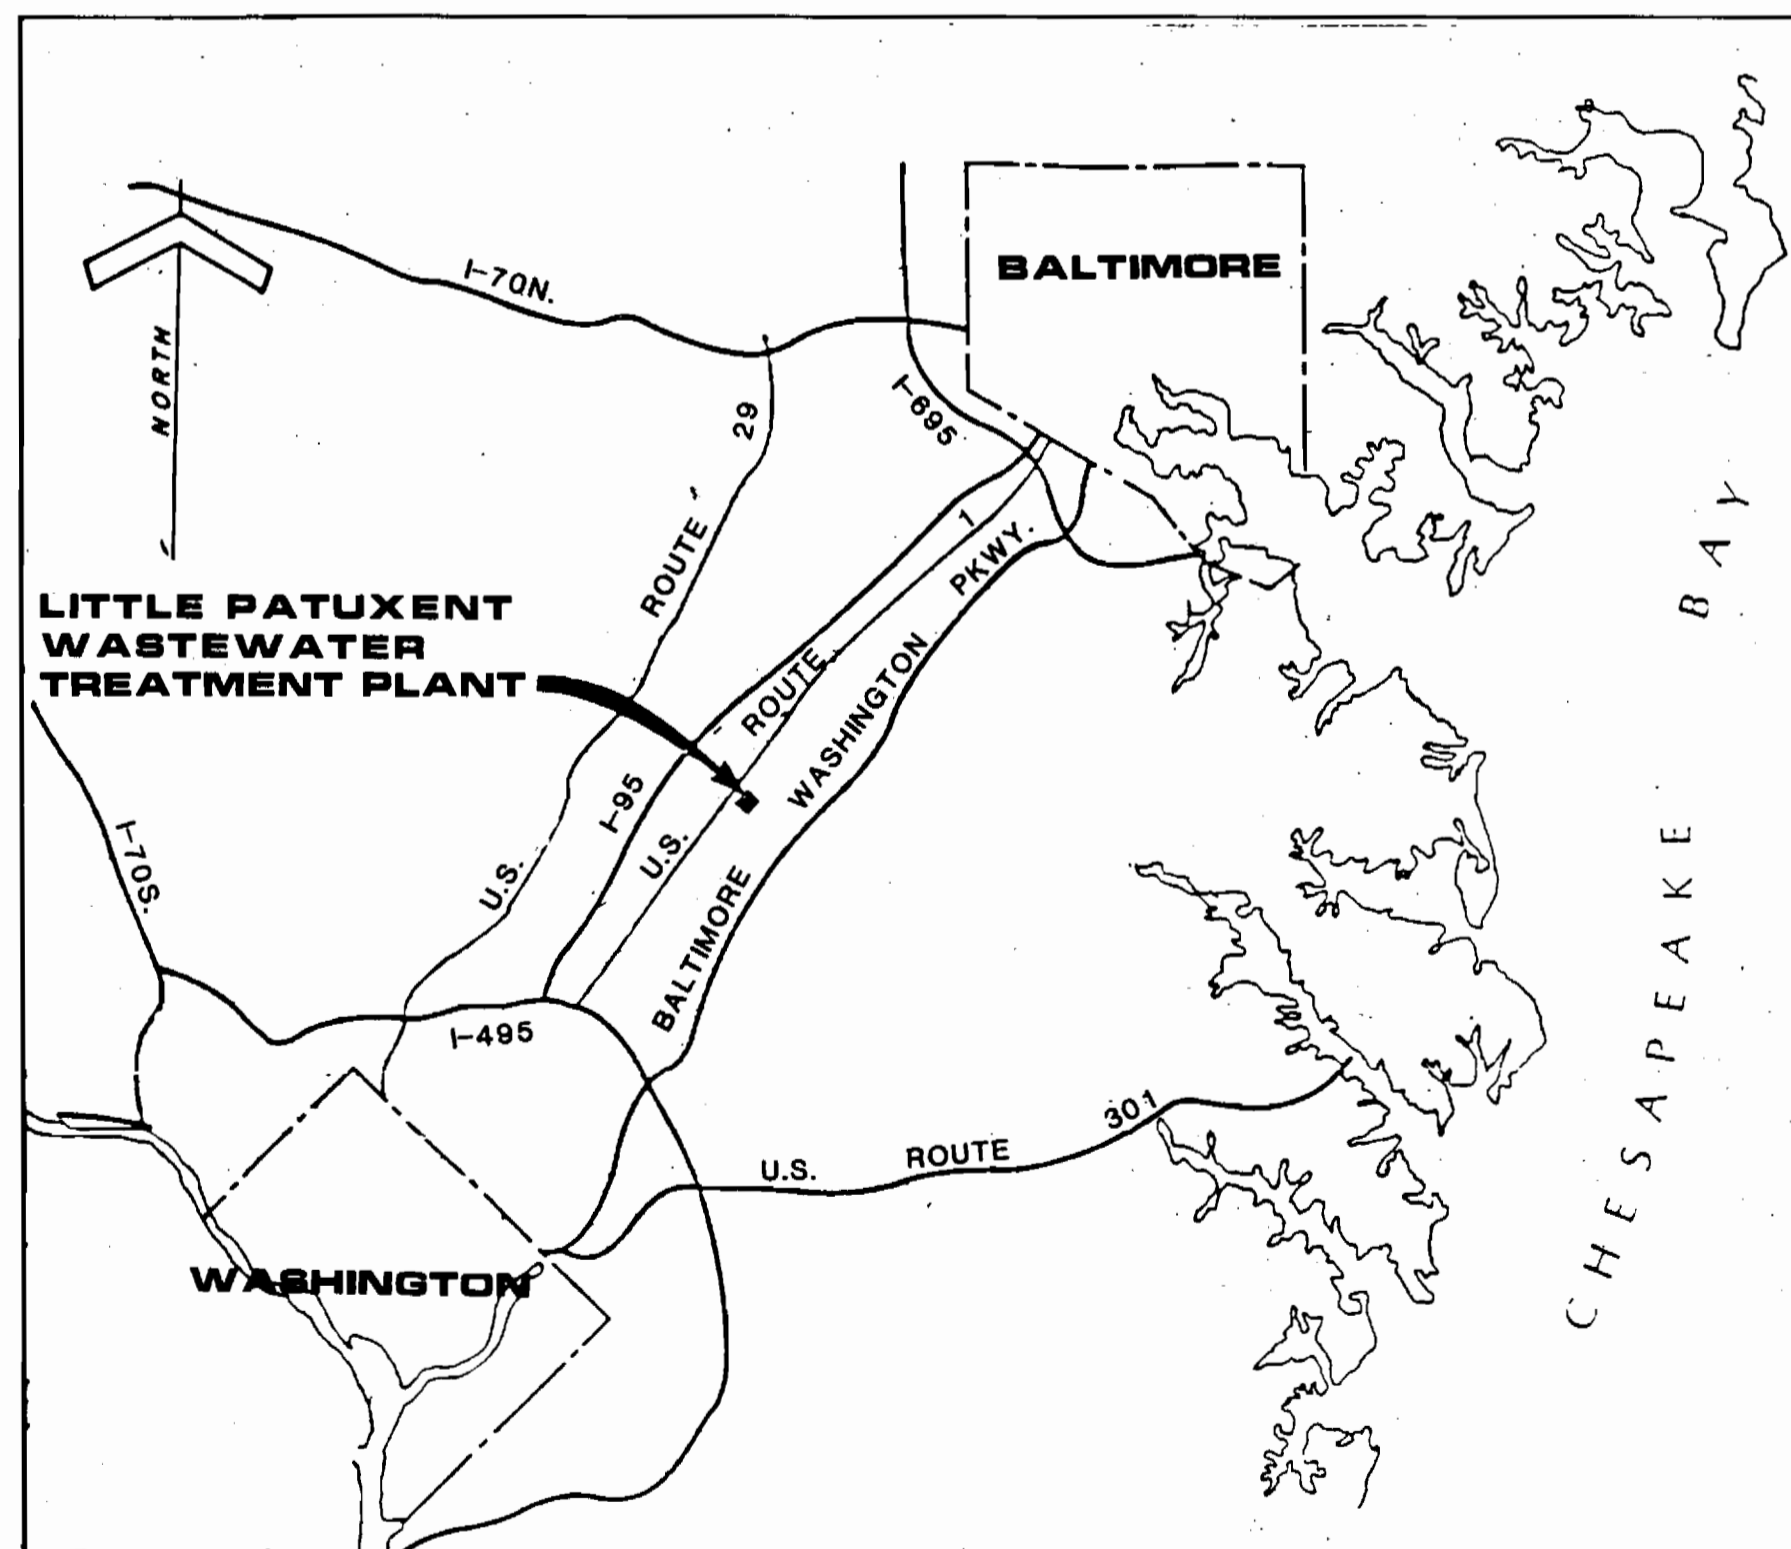 BALTIMORE
I-70N.
NORTH
I-695
U.S. ROUTE 29
LITTLE PATUXENT
WASTEWATER
TREATMENT PLANT
U.S. ROUTE 1
BALTIMORE WASHINGTON PKWY.
I-95
I-70S.
I-495
U.S. ROUTE 301
WASHINGTON
CHESAPEAKE BAY